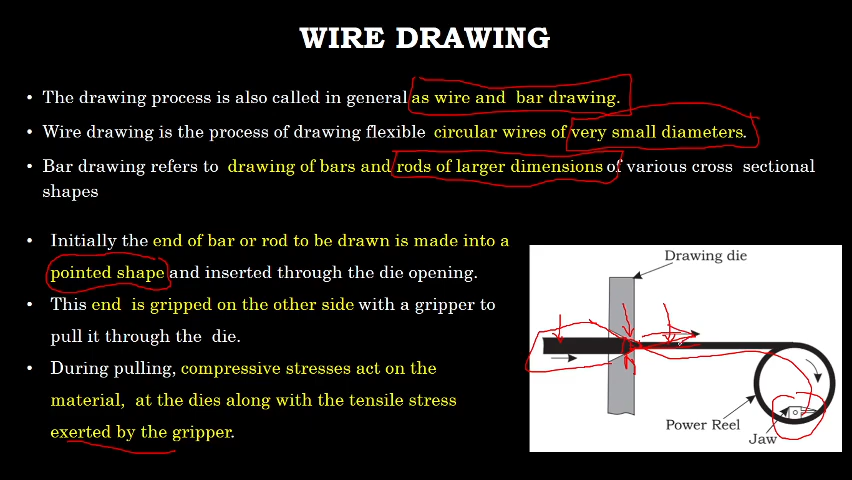 WIRE DRAWING
• The drawing process is also called in general as wire and bar drawing.
• Wire drawing is the process of drawing flexible circular wires of very small diameters.
• Bar drawing refers to drawing of bars and rods of larger dimensions of various cross sectional
shapes
• Initially the end of bar or rod to be drawn is made into a
pointed shape and inserted through the die opening.
• This end is gripped on the other side with a gripper to
pull it through the die.
• During pulling, compressive stresses act on the
material, at the dies along with the tensile stress
exerted by the gripper.
Drawing die
Power Reel
Jaw